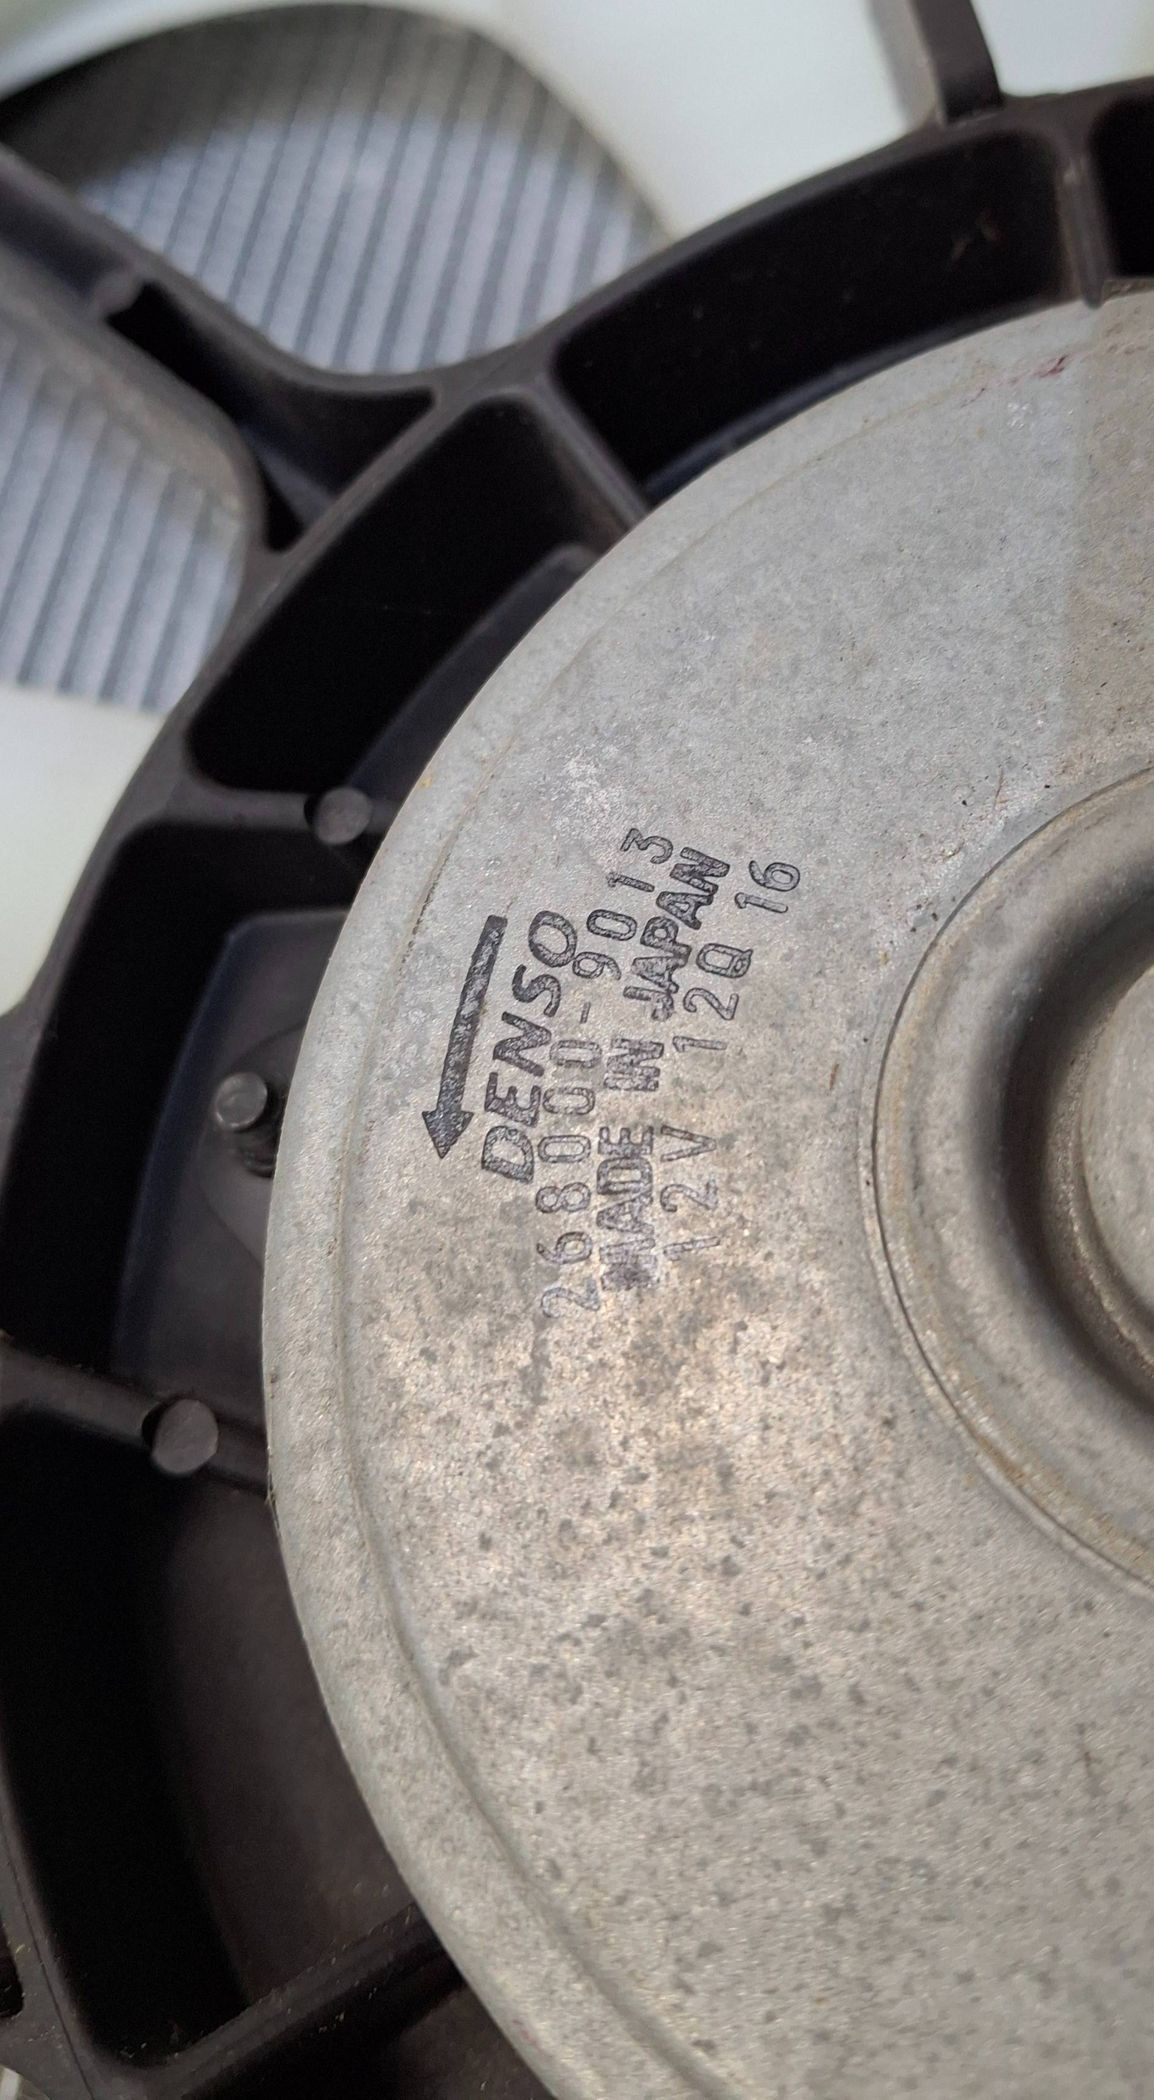 DENSO
268000-9013
MADE IN JAPAN
12V 12Q 16